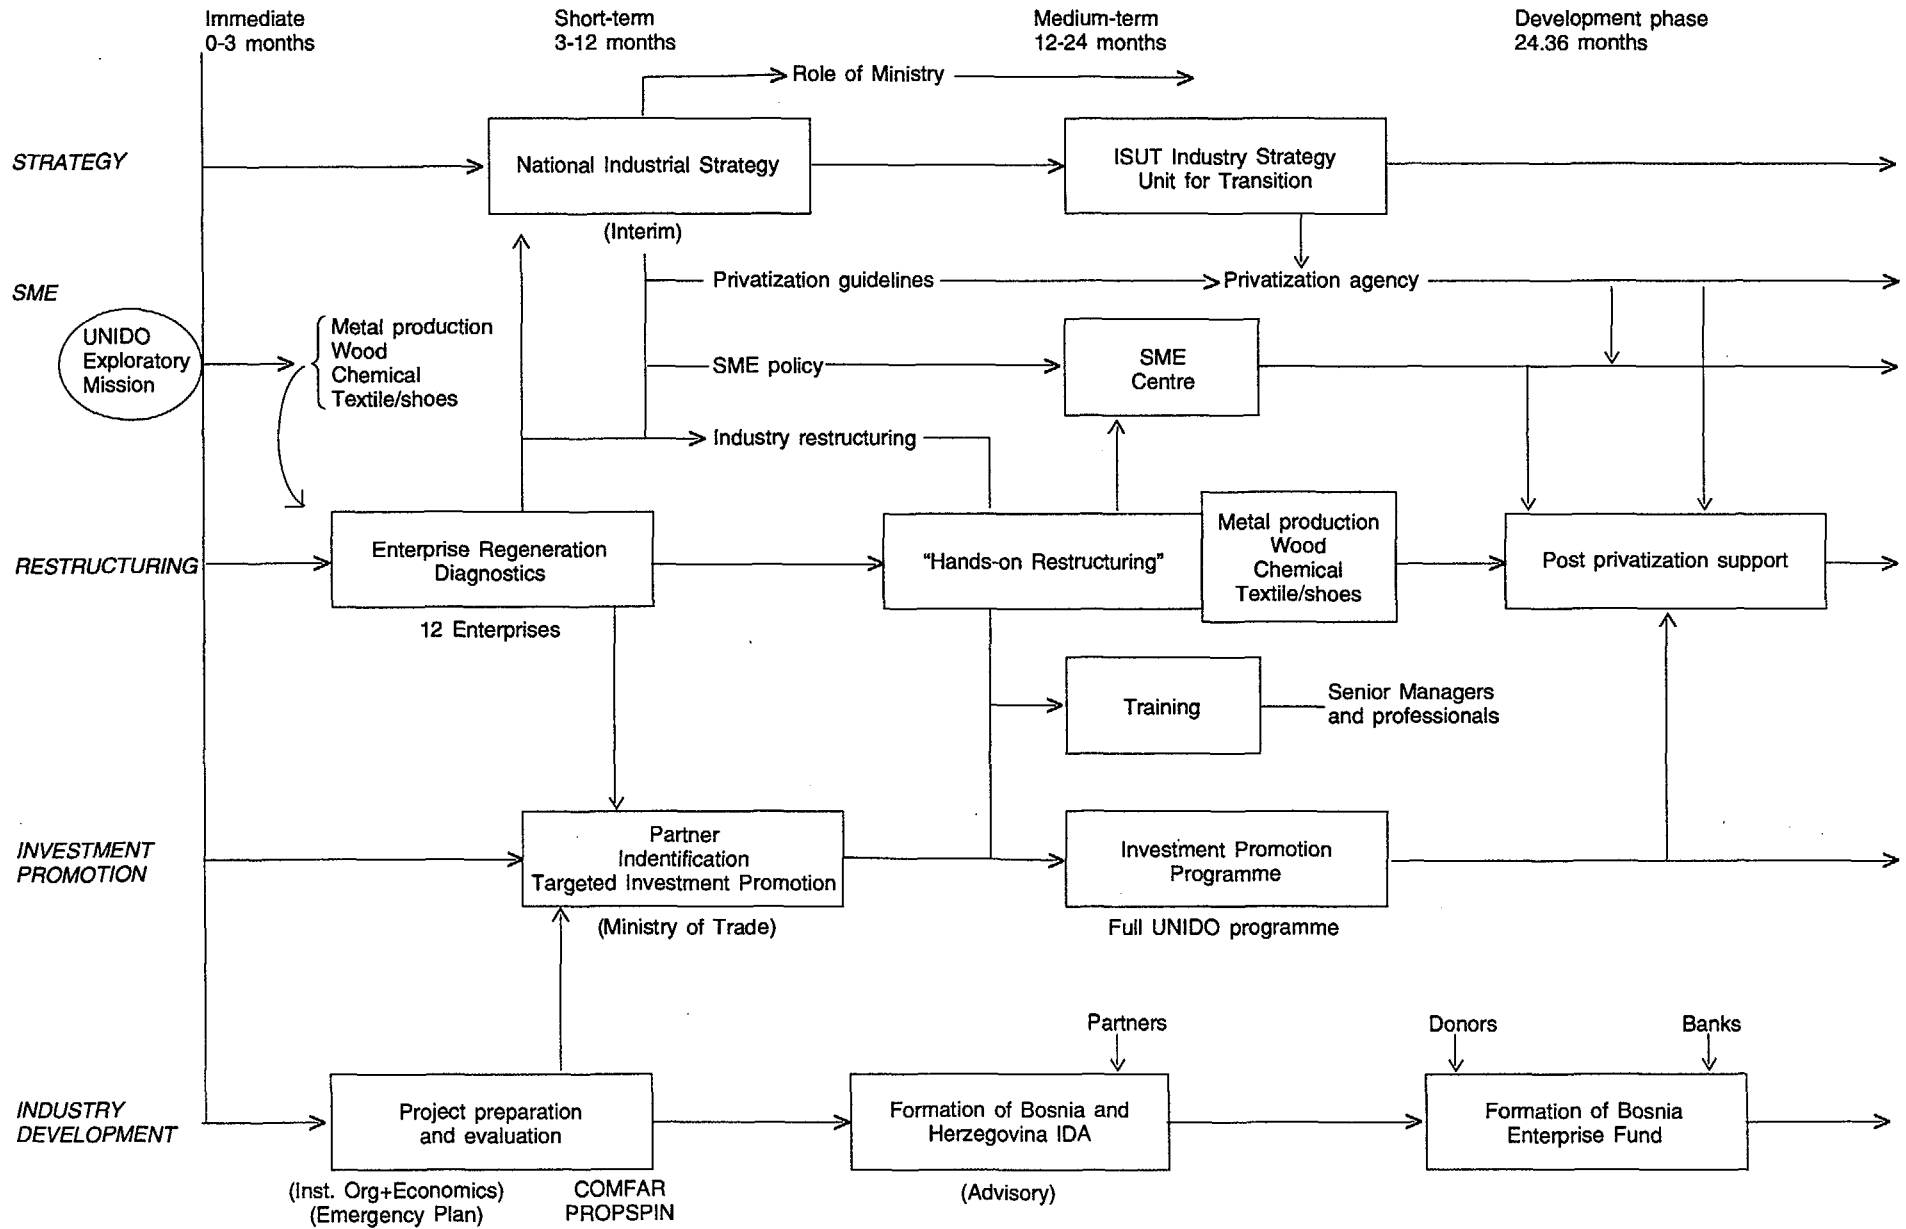 Immediate
0-3 months
Short-term
3-12 months
Medium-term
12-24 months
Development phase
24.36 months
Role of Ministry
STRATEGY
National Industrial Strategy
(Interim)
ISUT Industry Strategy
Unit for Transition
SME
Privatization guidelines
Privatization agency
UNIDO
Exploratory
Mission
Metal production
Wood
Chemical
Textile/shoes
SME policy
SME
Centre
Industry restructuring
RESTRUCTURING
Enterprise Regeneration
Diagnostics
12 Enterprises
"Hands-on Restructuring"
Metal production
Wood
Chemical
Textile/shoes
Post privatization support
Training
Senior Managers
and professionals
INVESTMENT
PROMOTION
Partner
Indentification
Targeted Investment Promotion
(Ministry of Trade)
Investment Promotion
Programme
Full UNIDO programme
Partners
Donors
Banks
INDUSTRY
DEVELOPMENT
Project preparation
and evaluation
(Inst. Org+Economics)
(Emergency Plan)
COMFAR
PROPSPIN
Formation of Bosnia and
Herzegovina IDA
(Advisory)
Formation of Bosnia
Enterprise Fund